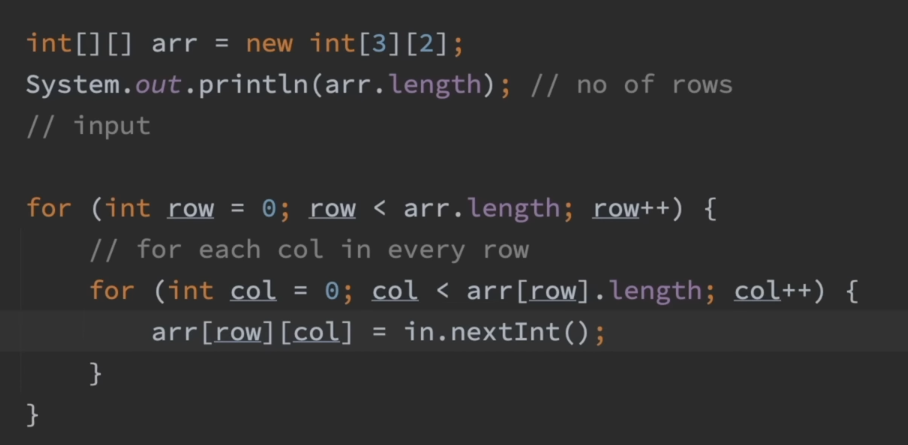 int[][] arr = new int[3][2];
System.out.println(arr.length); // no of rows
// input
for (int row = 0; row < arr.length; row++) {
// for each col in every row
for (int col = 0; col < arr[row].length; col++) {
arr[row][col] = in.nextInt();
}
}